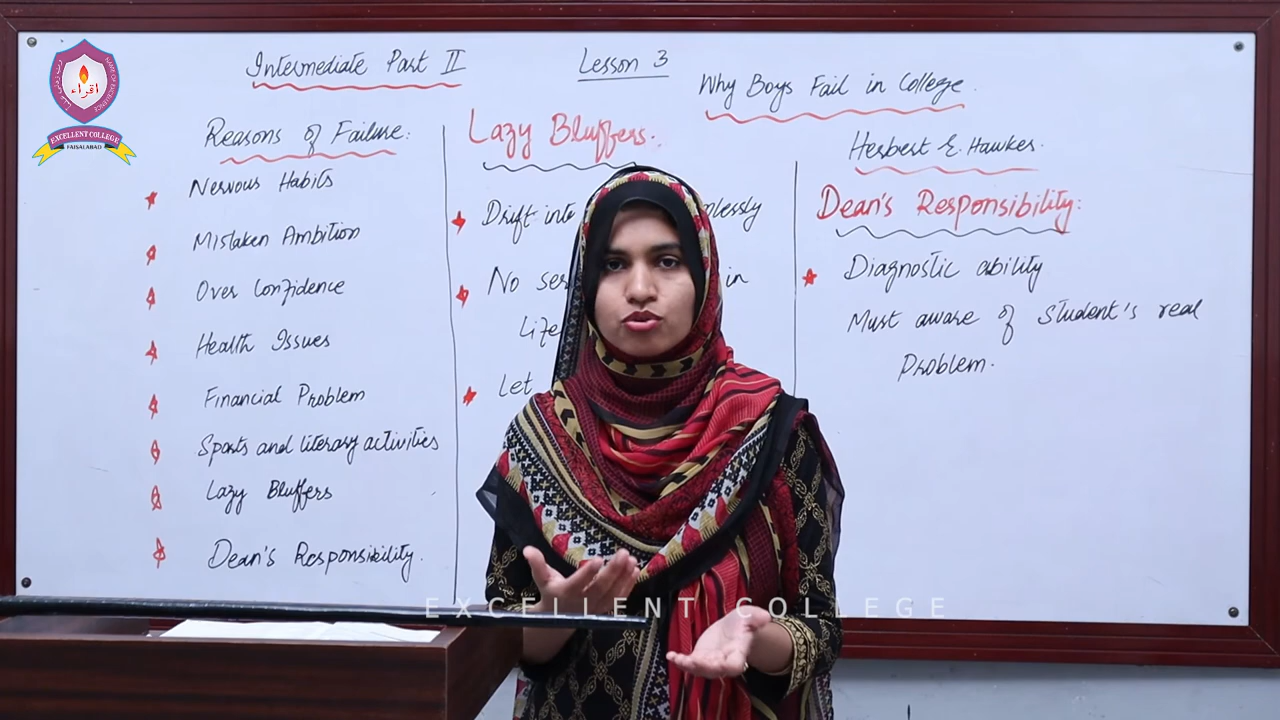 Intermediate Part II
Lesson 3
Why Boys Fail in College.
Herbert E. Hawkes.
Reasons of Failure:
Nervous Habits
Mistaken Ambition
Over Confidence
Health Issues
Financial Problem
Sports and literary activities
Lazy Bluffers
Dean's Responsibility.
Lazy Bluffers.
Drift into
No
in
Life
Let
Dean's Responsibility:
Diagnostic ability
Must aware of student's real
Problem.
اقراء
EXCELLENT COLLEGE
FAISALABAD
EXCELLENT COLLEGE